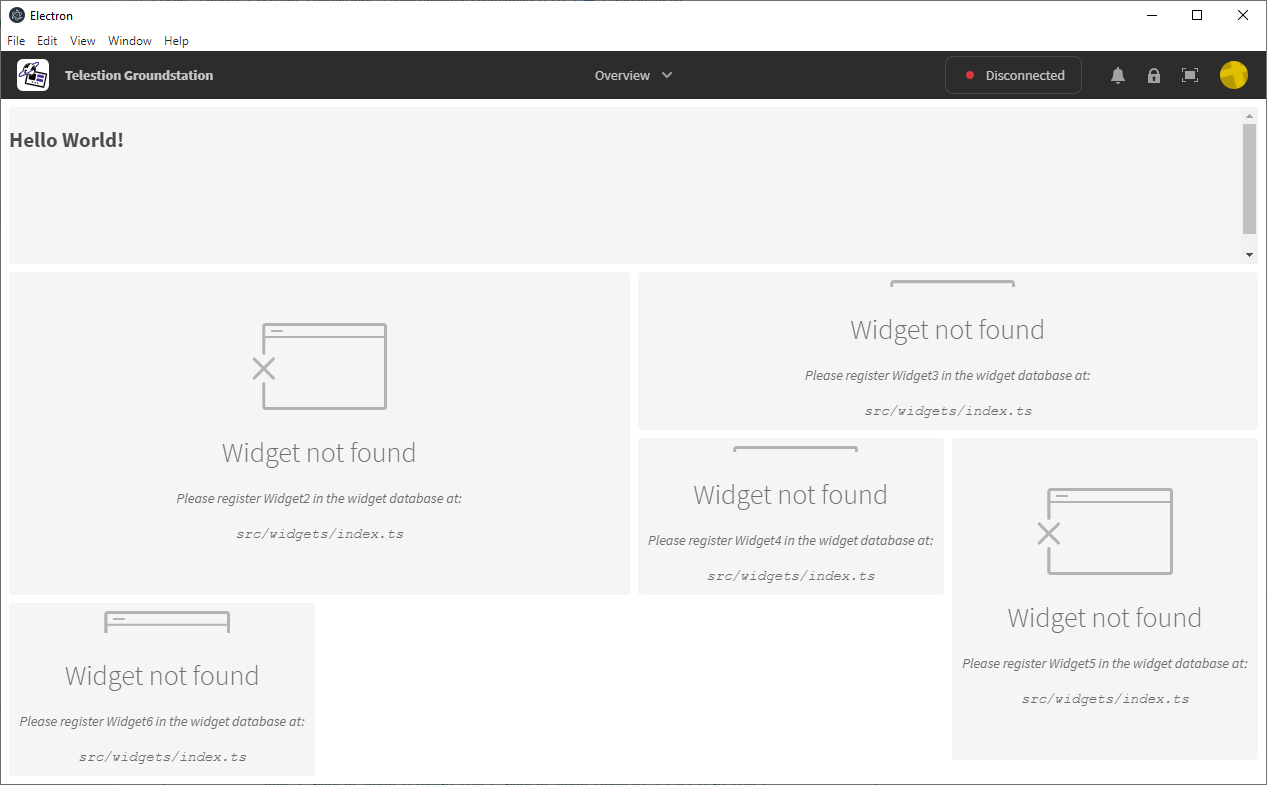 Electron
File Edit View Window Help
Telestion Groundstation
Overview
Disconnected
Hello World!
Widget not found
Please register Widget2 in the widget database at:
src/widgets/index.ts
Widget not found
Please register Widget3 in the widget database at:
src/widgets/index.ts
Widget not found
Please register Widget4 in the widget database at:
src/widgets/index.ts
Widget not found
Please register Widget5 in the widget database at:
src/widgets/index.ts
Widget not found
Please register Widget6 in the widget database at:
src/widgets/index.ts